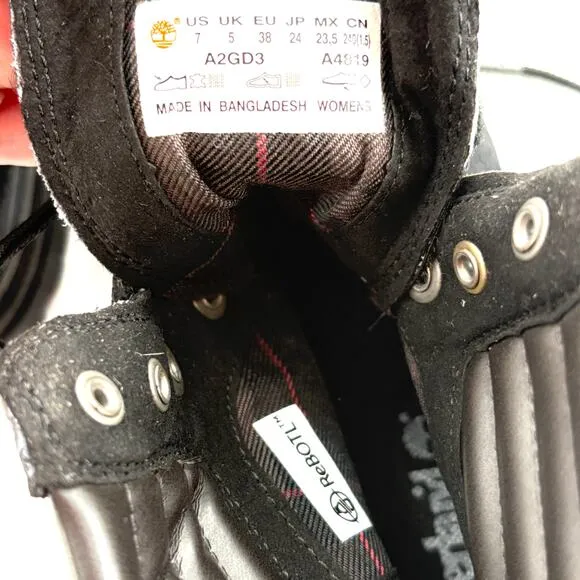 US UK EU JP MX CN
7 5 38 24 23,5 240(1.5)
A2GD3 A4819
MADE IN BANGLADESH WOMENS
ReBOTL™